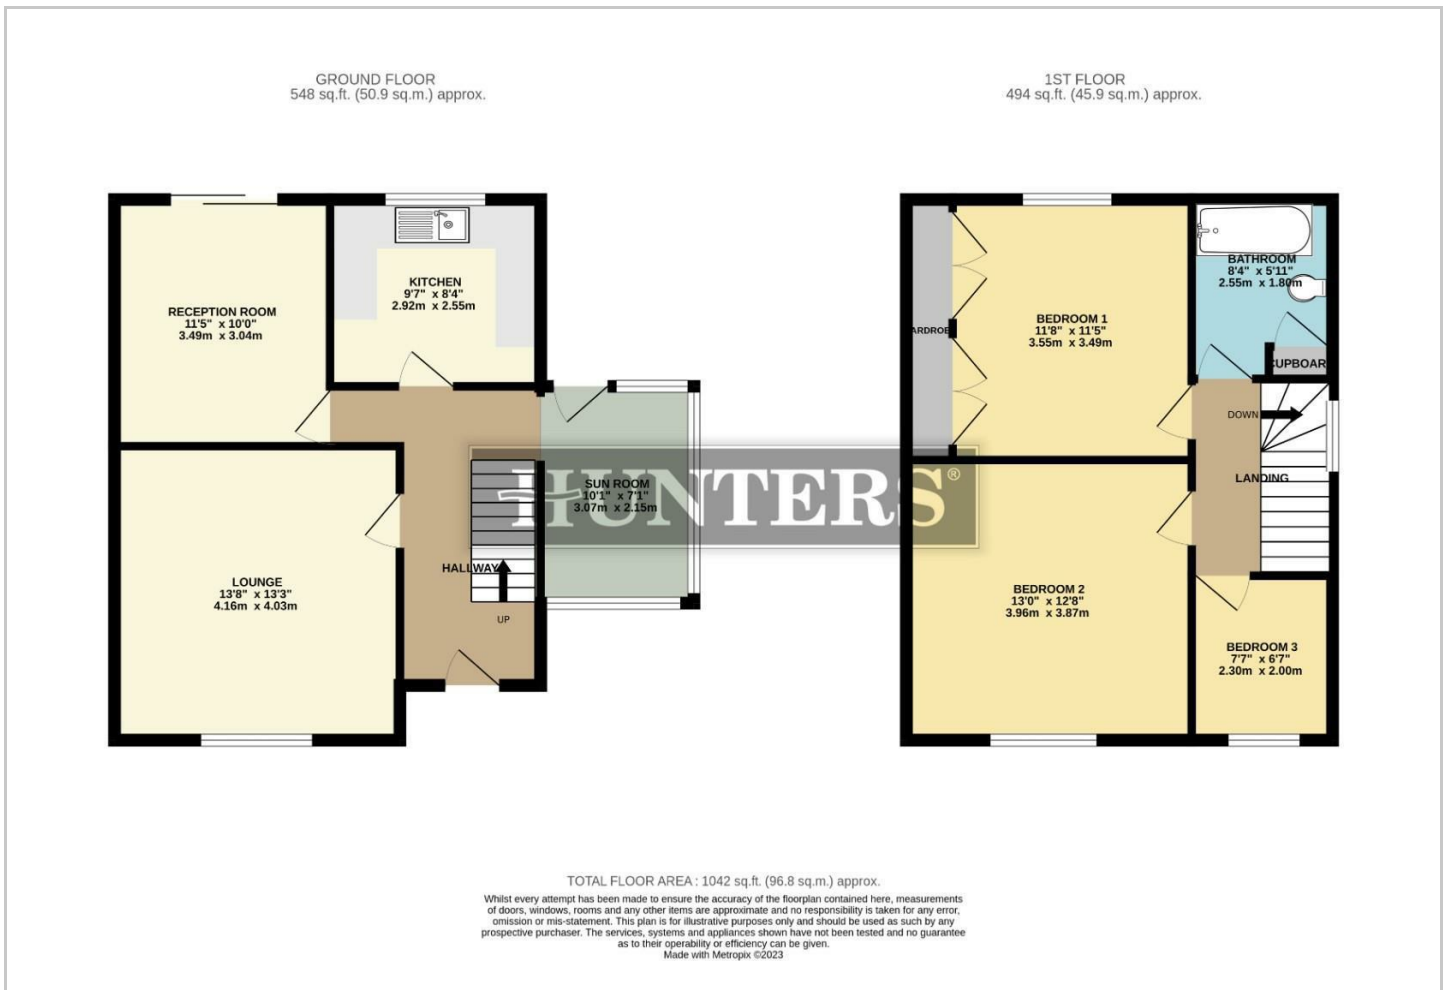 GROUND FLOOR
548 sq.ft. (50.9 sq.m.) approx.
1ST FLOOR
494 sq.ft. (45.9 sq.m.) approx.
RECEPTION ROOM
11'5" x 10'0"
3.49m x 3.04m
KITCHEN
9'7" x 8'4"
2.92m x 2.55m
SUN ROOM
10'1" x 7'1"
3.07m x 2.15m
HALLWAY
UP
LOUNGE
13'8" x 13'3"
4.16m x 4.03m
HUNTERS®
ARDROBE
BEDROOM 1
11'8" x 11'5"
3.55m x 3.49m
BATHROOM
8'4" x 5'11"
2.55m x 1.80m
CUPBOAR
DOWN
LANDING
BEDROOM 2
13'0" x 12'8"
3.96m x 3.87m
BEDROOM 3
7'7" x 6'7"
2.30m x 2.00m
TOTAL FLOOR AREA : 1042 sq.ft. (96.8 sq.m.) approx.
Whilst every attempt has been made to ensure the accuracy of the floorplan contained here, measurements
of doors, windows, rooms and any other items are approximate and no responsibility is taken for any error,
omission or mis-statement. This plan is for illustrative purposes only and should be used as such by any
prospective purchaser. The services, systems and appliances shown have not been tested and no guarantee
as to their operability or efficiency can be given.
Made with Metropix ©2023